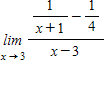 lim x→3 (1/(x+1) − 1/4)/(x−3)